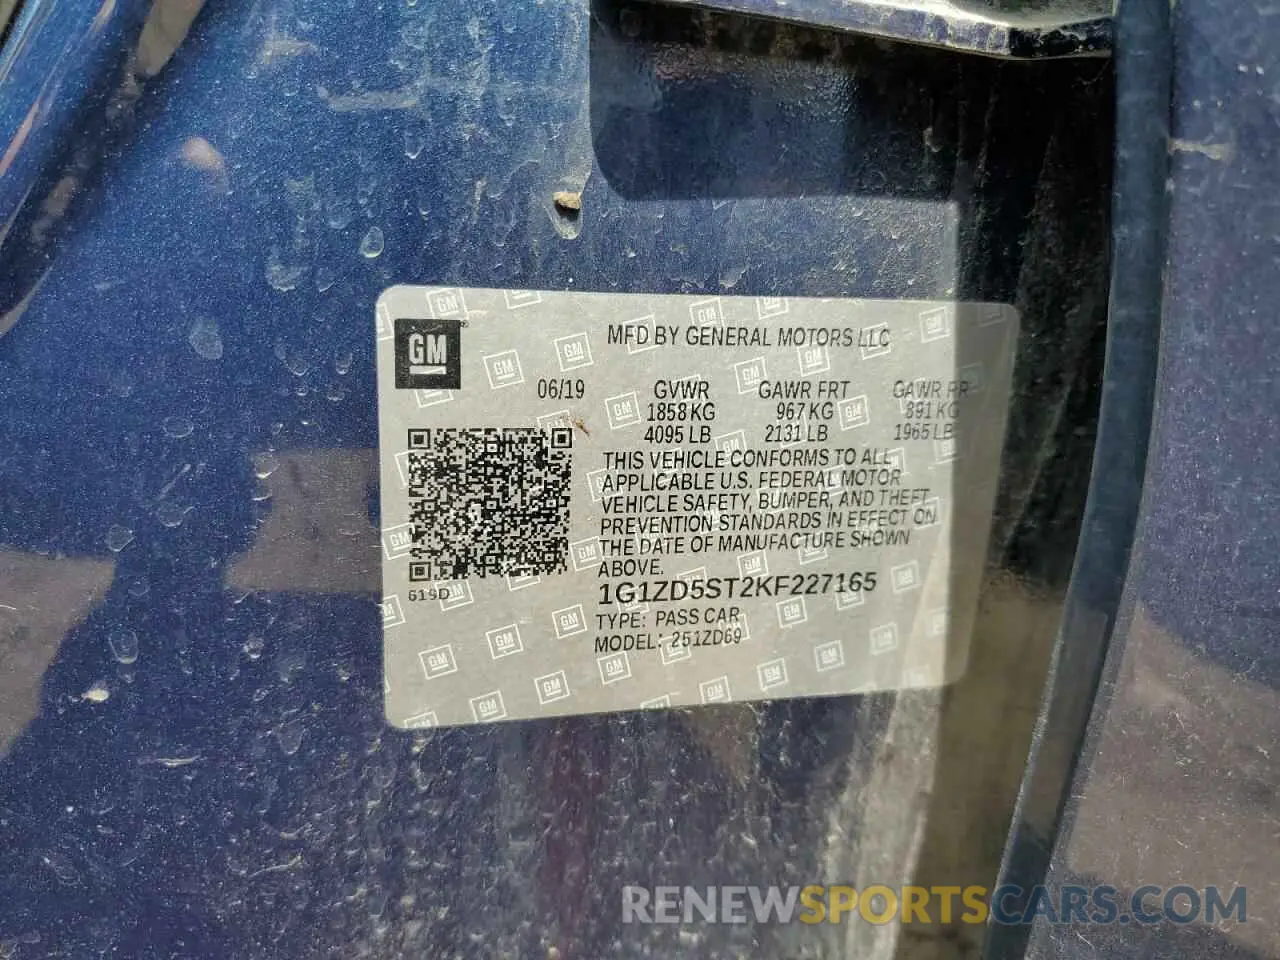 GM
MFD BY GENERAL MOTORS LLC
06/19 GVWR GAWR FRT GAWR RR
1858 KG 967 KG 891 KG
4095 LB 2131 LB 1965 LB
THIS VEHICLE CONFORMS TO ALL
APPLICABLE U.S. FEDERAL MOTOR
VEHICLE SAFETY, BUMPER, AND THEFT
PREVENTION STANDARDS IN EFFECT ON
THE DATE OF MANUFACTURE SHOWN
ABOVE.
619D
1G1ZD5ST2KF227165
TYPE: PASS CAR
MODEL: 251ZD69
RENEWSPORTSCARS.COM